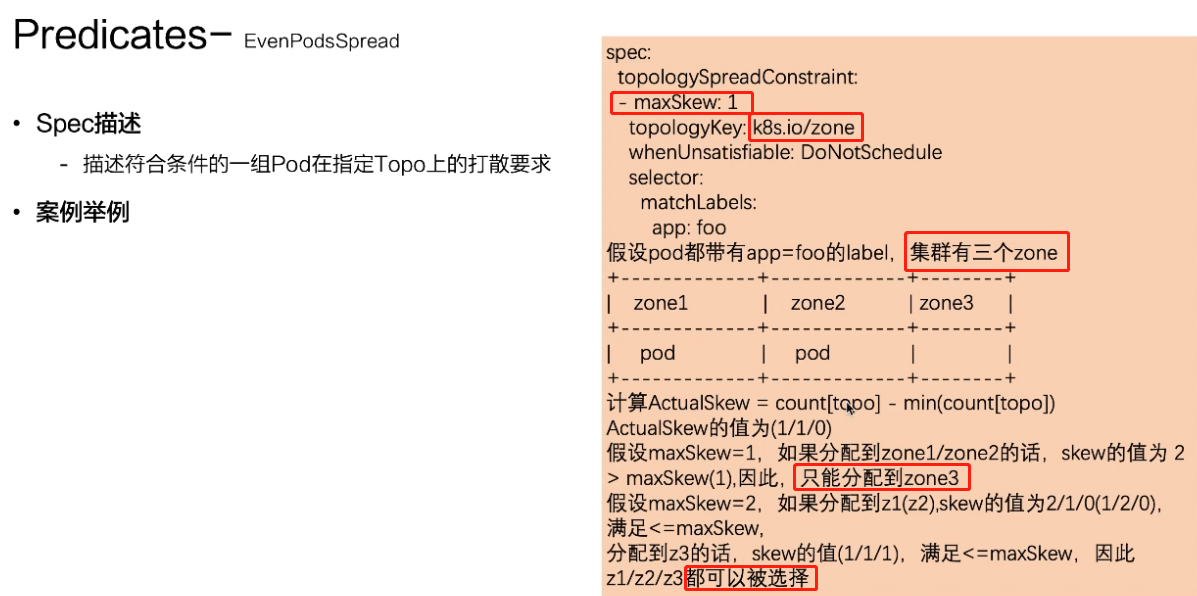 Predicates- EvenPodsSpread
• Spec描述
- 描述符合条件的一组Pod在指定Topo上的打散要求
• 案例举例
spec:
topologySpreadConstraint:
- maxSkew: 1
topologyKey: k8s.io/zone
whenUnsatisfiable: DoNotSchedule
selector:
matchLabels:
app: foo
假设pod都带有app=foo的label, 集群有三个zone
+-------------+-------------+--------+
| zone1 | zone2 | zone3 |
+-------------+-------------+--------+
| pod | pod | |
+-------------+-------------+--------+
计算ActualSkew = count[topo] - min(count[topo])
ActualSkew的值为(1/1/0)
假设maxSkew=1，如果分配到zone1/zone2的话，skew的值为 2
> maxSkew(1),因此，只能分配到zone3
假设maxSkew=2，如果分配到z1(z2),skew的值为2/1/0(1/2/0),
满足<=maxSkew,
分配到z3的话，skew的值(1/1/1)，满足<=maxSkew，因此
z1/z2/z3都可以被选择